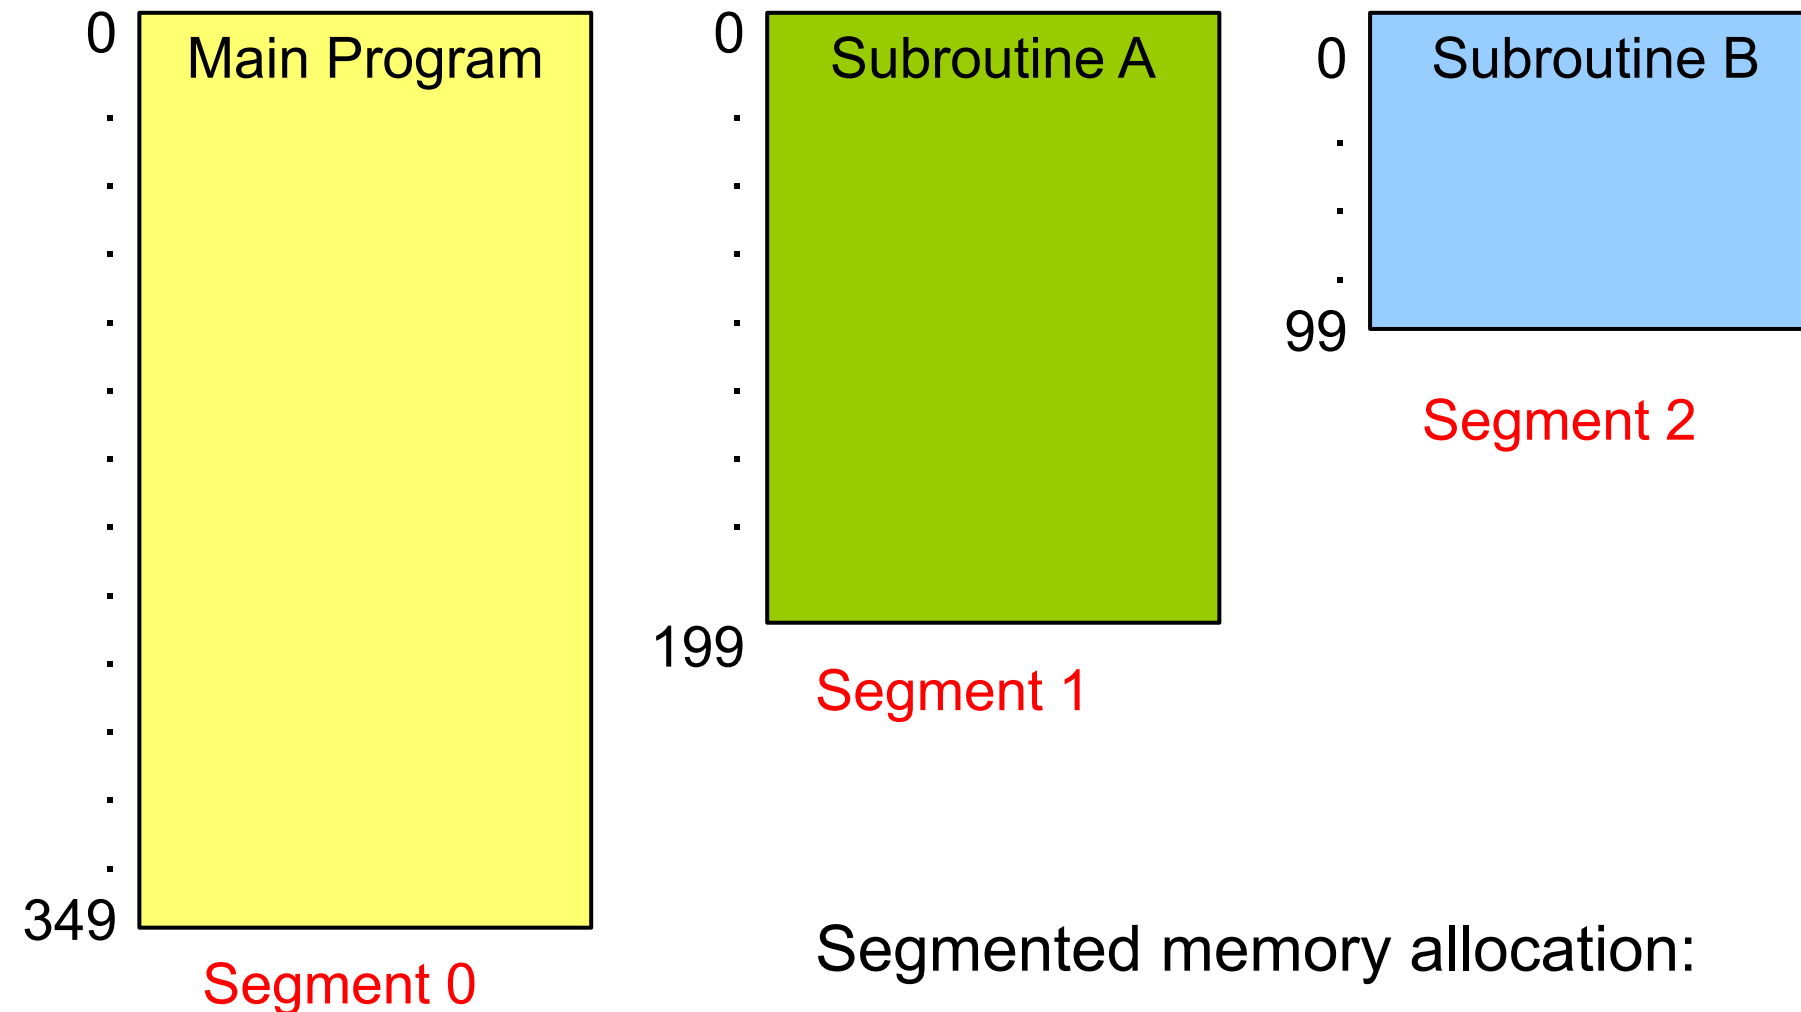 0
Main Program
349
Segment 0
0
Subroutine A
199
Segment 1
0
Subroutine B
99
Segment 2
Segmented memory allocation: